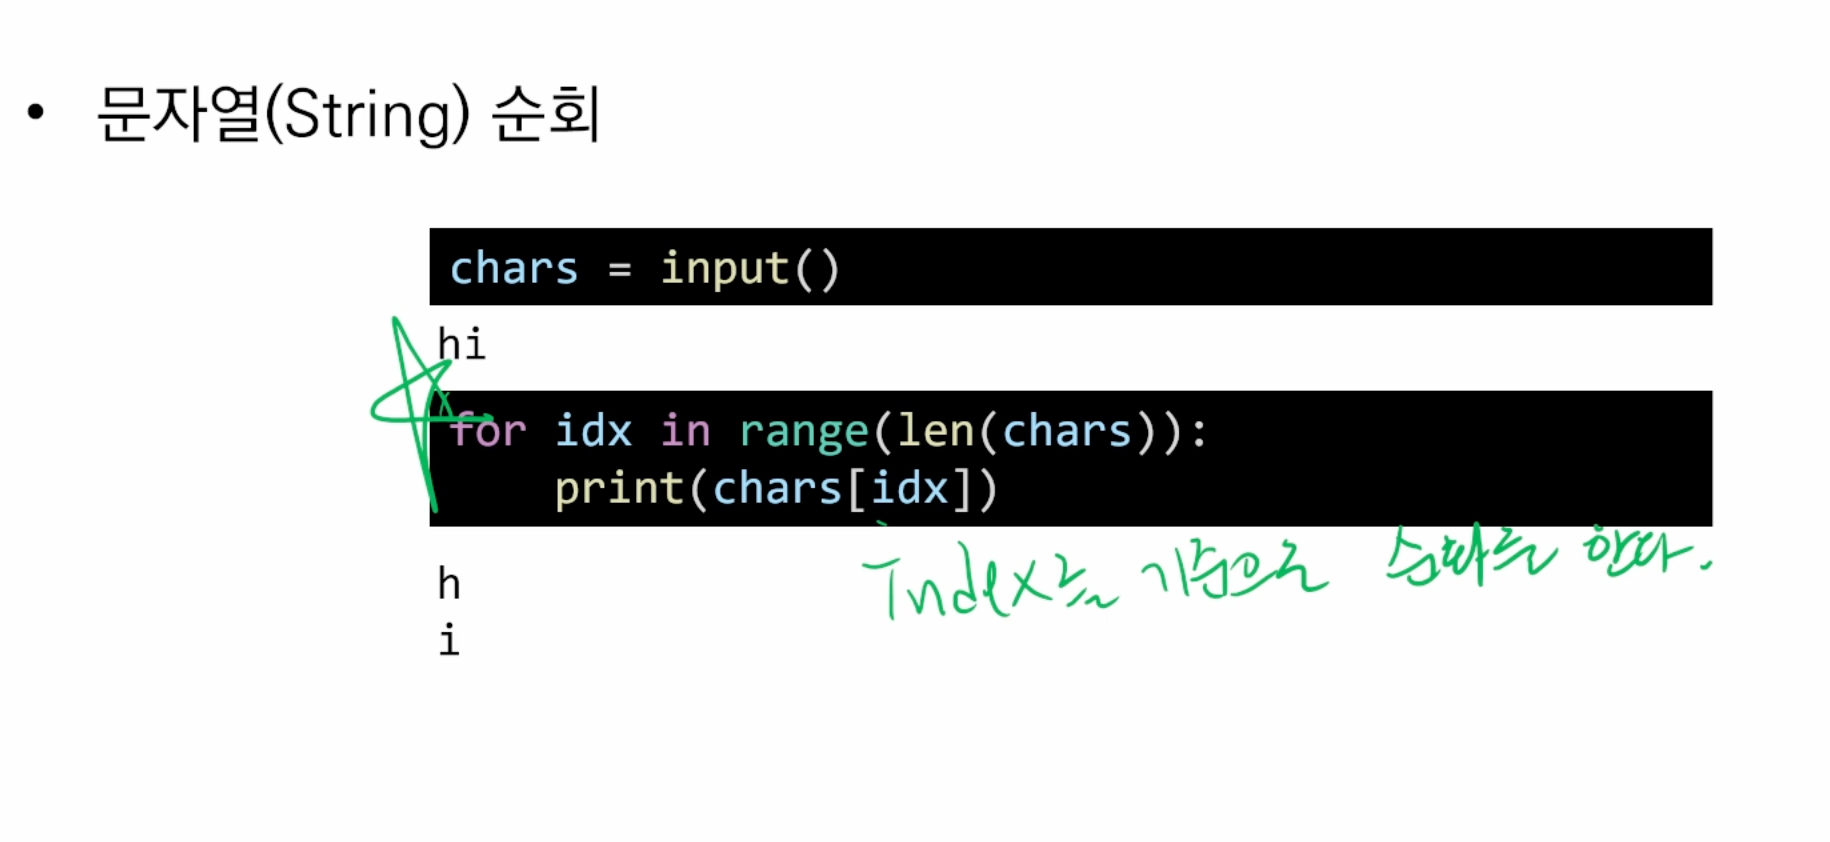 • 문자열(String) 순회
chars = input()
hi
for idx in range(len(chars)):
    print(chars[idx])
Index를 기준으로 순회를 한다.
h
i